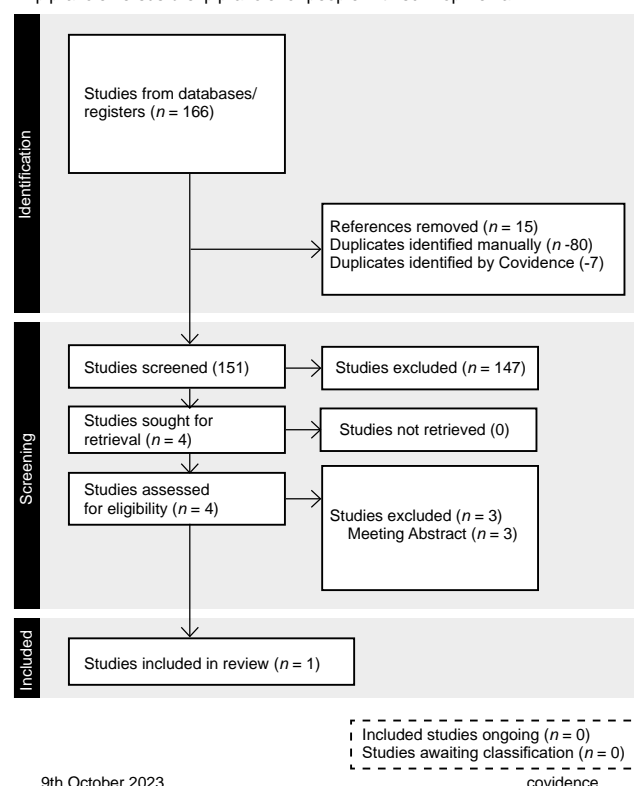 Identification
Studies from databases/
registers (n = 166)
References removed (n = 15)
Duplicates identified manually (n -80)
Duplicates identified by Covidence (-7)
Screening
Studies screened (151)
Studies excluded (n = 147)
Studies sought for
retrieval (n = 4)
Studies not retrieved (0)
Studies assessed
for eligibility (n = 4)
Studies excluded (n = 3)
Meeting Abstract (n = 3)
Included
Studies included in review (n = 1)
Included studies ongoing (n = 0)
Studies awaiting classification (n = 0)
9th October 2023
covidence